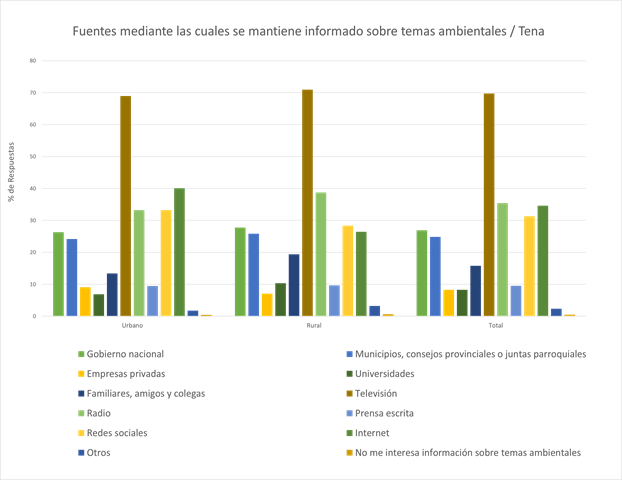 Fuentes mediante las cuales se mantiene informado sobre temas ambientales / Tena
% de Respuestas
80
70
60
50
40
30
20
10
0
Urbano Rural Total
Gobierno nacional Municipios, consejos provinciales o juntas parroquiales
Empresas privadas Universidades
Familiares, amigos y colegas Televisión
Radio Prensa escrita
Redes sociales Internet
Otros No me interesa información sobre temas ambientales